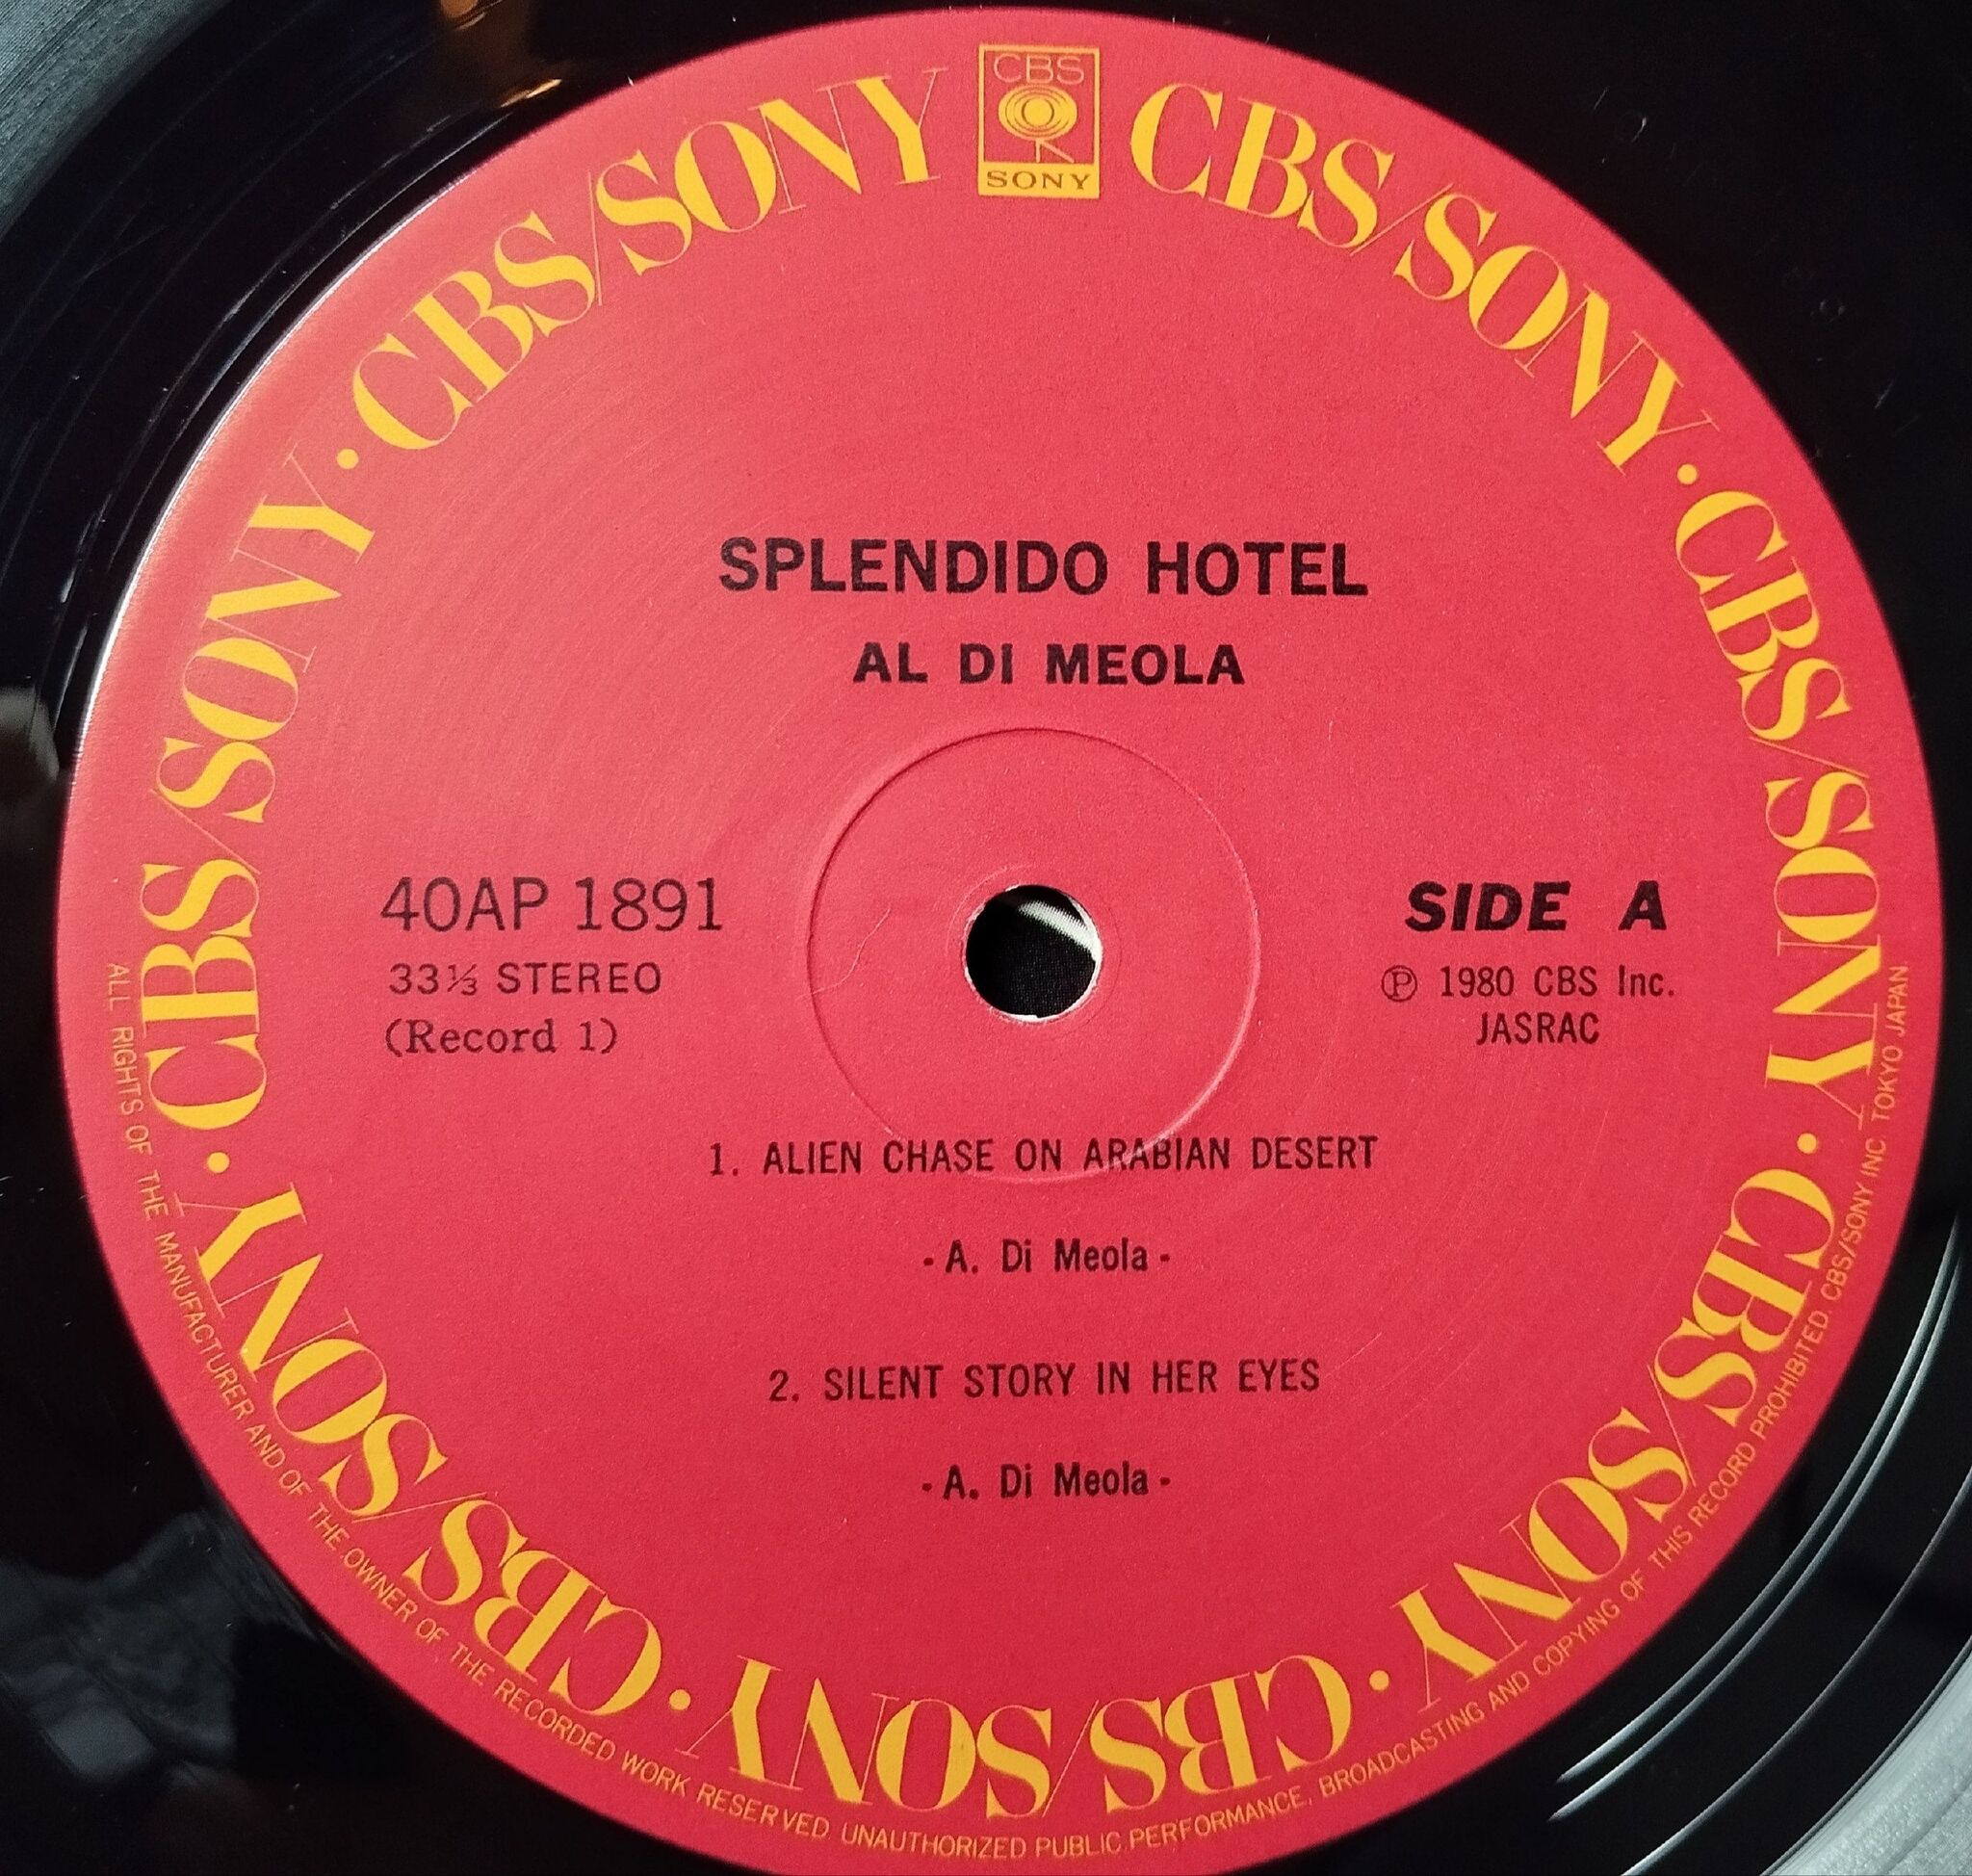 CBS
SONY
CBS/SONY · CBS/SONY · CBS/SONY · CBS/SONY · CBS/SONY · CBS/SONY · CBS/SONY
SPLENDIDO HOTEL
AL DI MEOLA
40AP 1891
33⅓ STEREO
(Record 1)
SIDE A
℗ 1980 CBS Inc.
JASRAC
1. ALIEN CHASE ON ARABIAN DESERT
- A. Di Meola -
2. SILENT STORY IN HER EYES
- A. Di Meola -
ALL RIGHTS OF THE MANUFACTURER AND OF THE OWNER OF THE RECORDED WORK RESERVED. UNAUTHORIZED PUBLIC PERFORMANCE, BROADCASTING AND COPYING OF THIS RECORD PROHIBITED. CBS/SONY INC. TOKYO JAPAN